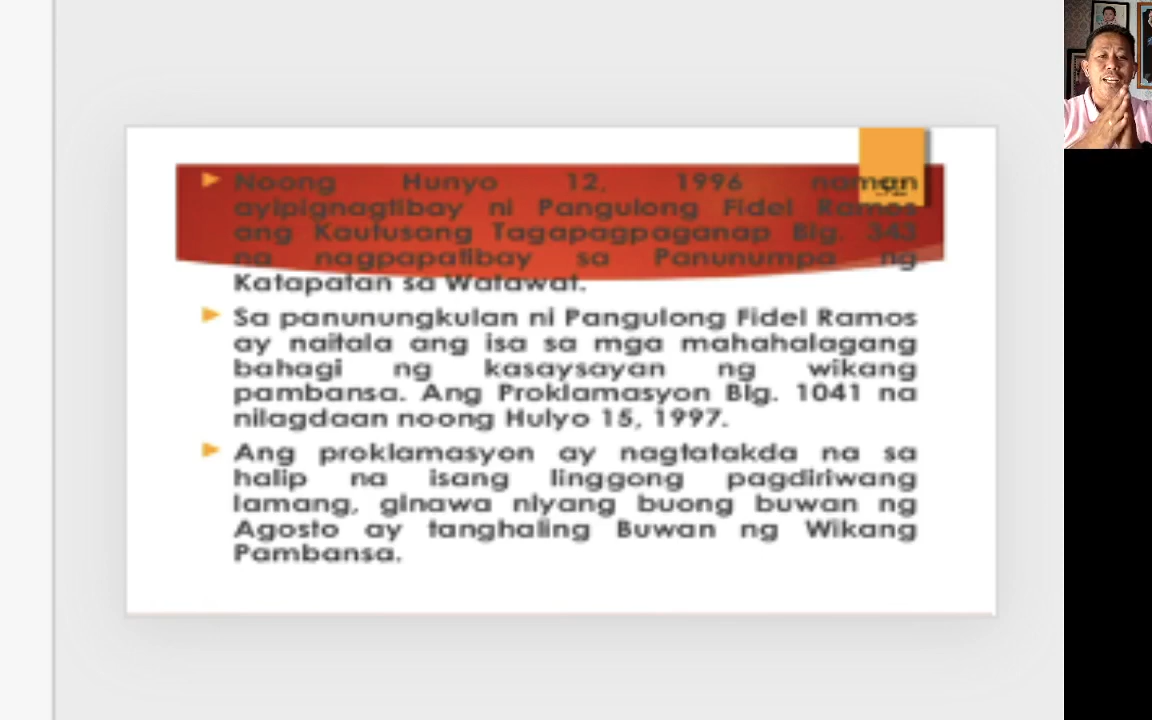 Noong Hunyo 12, 1996 naman
ayipignagtibay ni Pangulong Fidel Ramos
ang Kautusang Tagapagpaganap Blg. 343
na nagpapatibay sa Panunumpa ng
Katapatan sa Watawat.
Sa panunungkulan ni Pangulong Fidel Ramos
ay naitala ang isa sa mga mahahalagang
bahagi ng kasaysayan ng wikang
pambansa. Ang Proklamasyon Blg. 1041 na
nilagdaan noong Hulyo 15, 1997.
Ang proklamasyon ay nagtatakda na sa
halip na isang linggong pagdiriwang
lamang, ginawa niyang buong buwan ng
Agosto ay tanghaling Buwan ng Wikang
Pambansa.